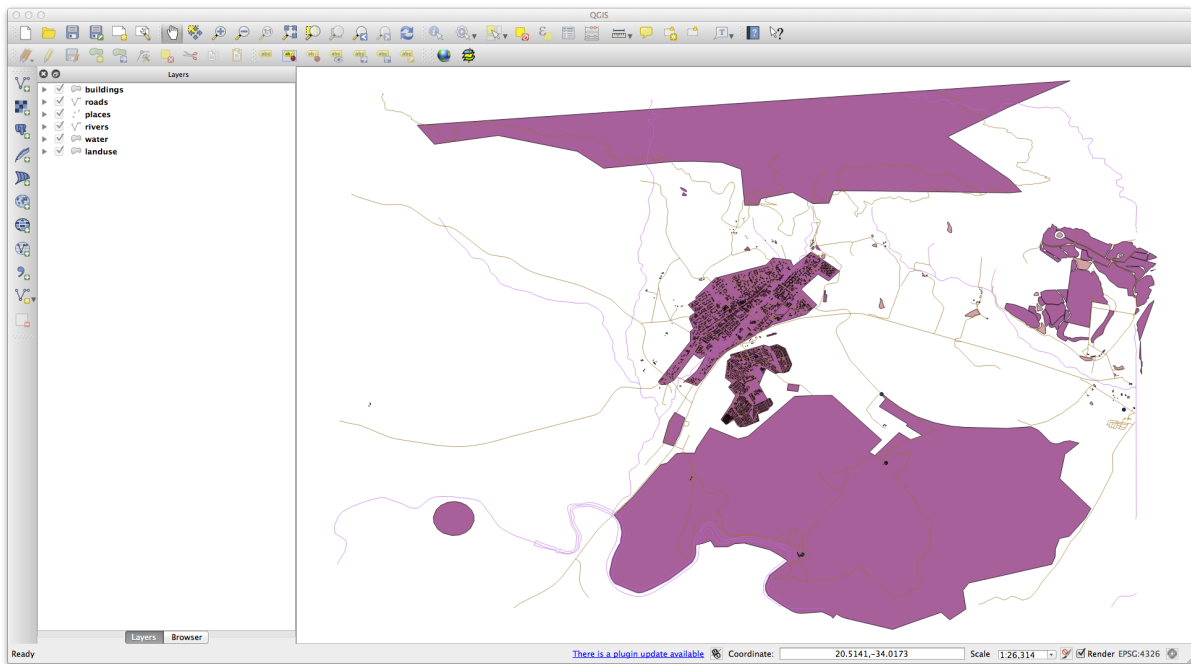 QGIS
Layers
buildings
roads
places
rivers
water
landuse
Layers
Browser
Ready
There is a plugin update available
Coordinate:
20.5141,-34.0173
Scale
1:26,314
Render
EPSG:4326